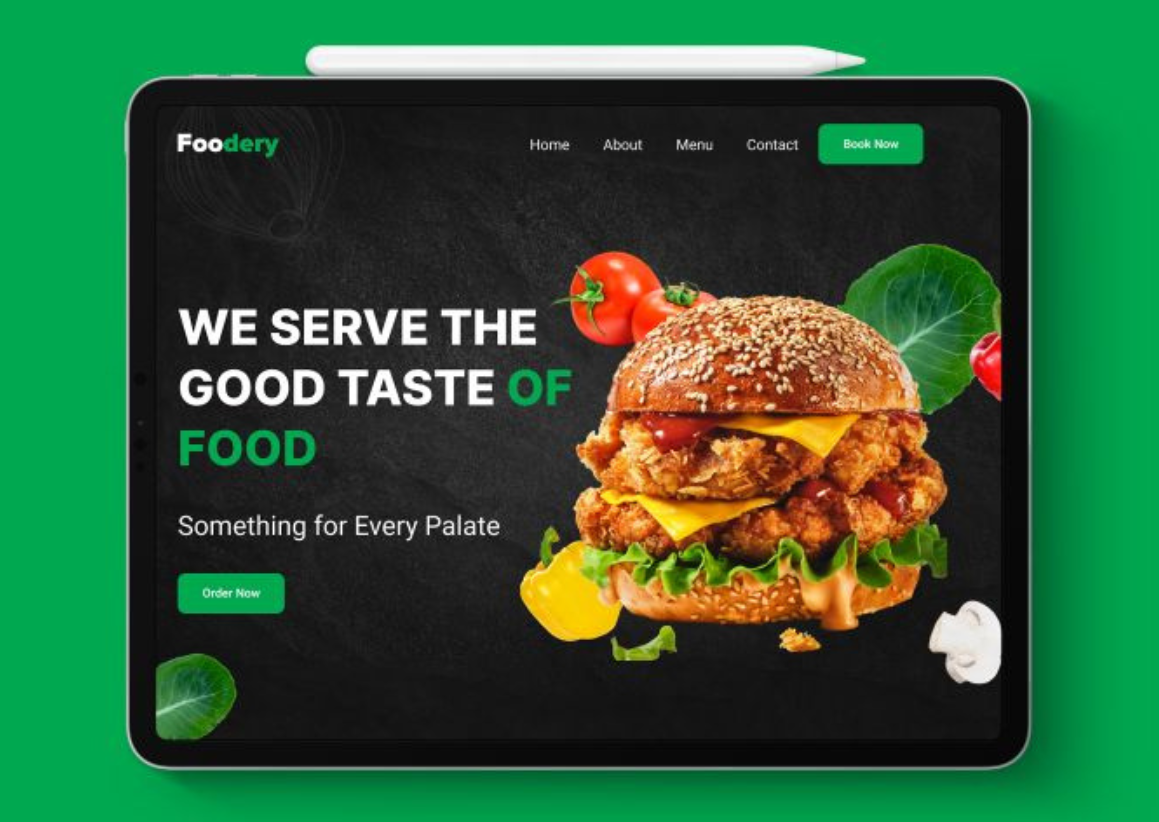 Foodery
Home About Menu Contact Book Now
WE SERVE THE
GOOD TASTE OF
FOOD
Something for Every Palate
Order Now